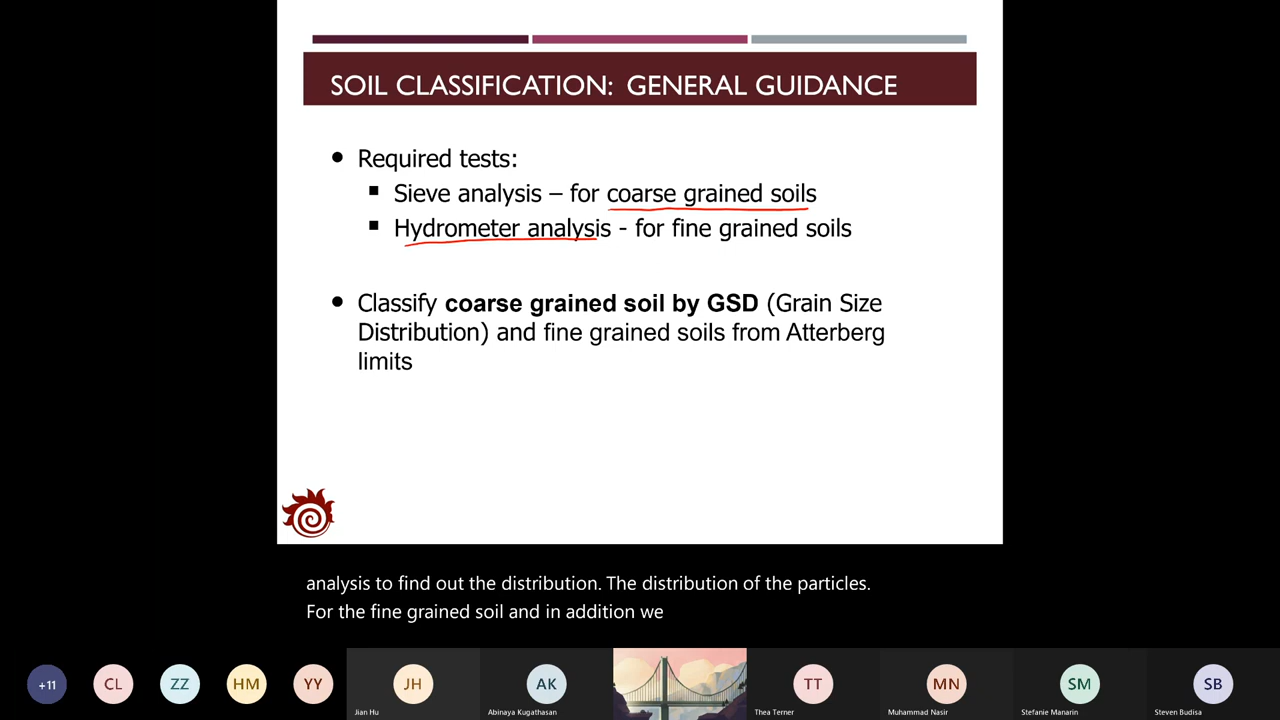 SOIL CLASSIFICATION: GENERAL GUIDANCE
Required tests:
Sieve analysis – for coarse grained soils
Hydrometer analysis - for fine grained soils
Classify coarse grained soil by GSD (Grain Size
Distribution) and fine grained soils from Atterberg
limits
analysis to find out the distribution. The distribution of the particles.
For the fine grained soil and in addition we
+11
CL
ZZ
HM
YY
JH
AK
TT
MN
SM
SB
Jian Hu
Abinaya Kugathasan
Thea Terner
Muhammad Nasir
Stefanie Manarin
Steven Budisa